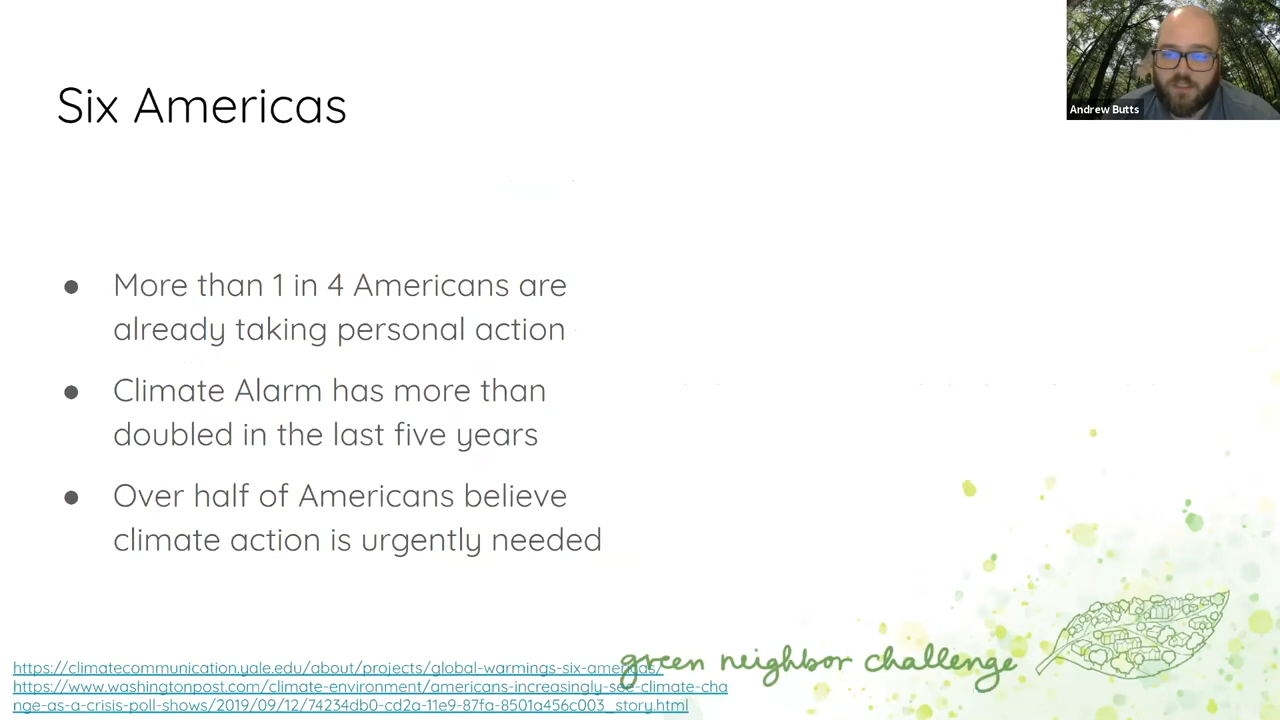 Six Americas
Andrew Butts
● More than 1 in 4 Americans are
already taking personal action
● Climate Alarm has more than
doubled in the last five years
● Over half of Americans believe
climate action is urgently needed
https://climatecommunication.yale.edu/about/projects/global-warmings-six-americas/
green neighbor challenge
https://www.washingtonpost.com/climate-environment/americans-increasingly-see-climate-cha
nge-as-a-crisis-poll-shows/2019/09/12/74234db0-cd2a-11e9-87fa-8501a456c003_story.html